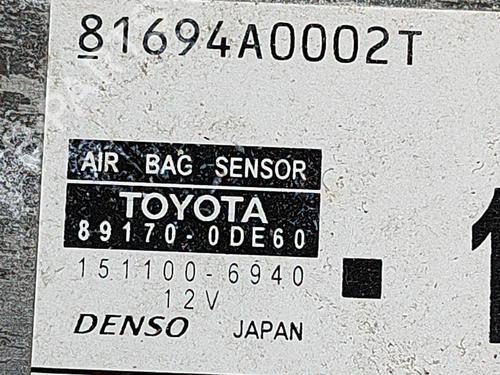 81694A0002T
AIR BAG SENSOR
TOYOTA
89170-0DE60
151100-6940
12V
DENSO JAPAN